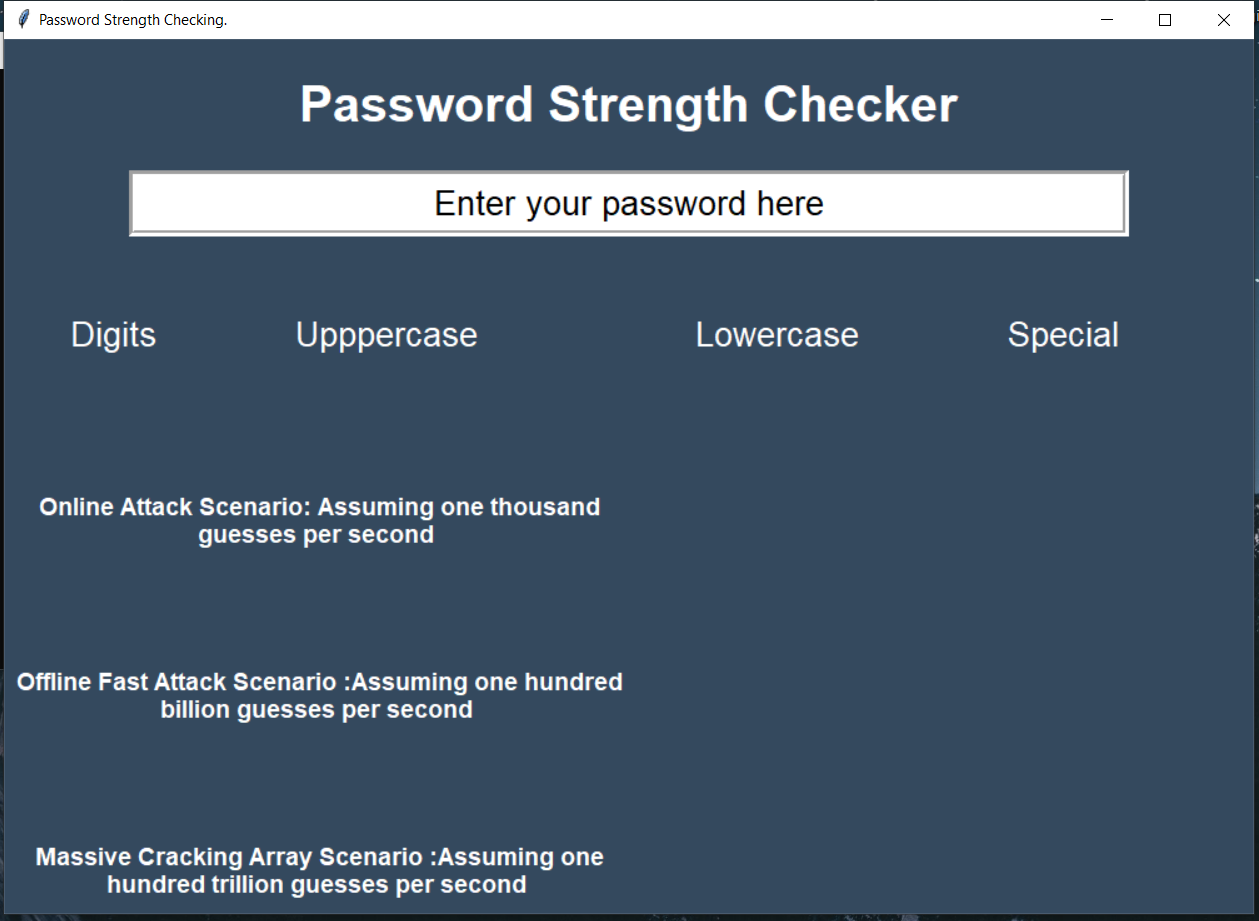 Password Strength Checking.
Password Strength Checker
Enter your password here
Digits Upppercase Lowercase Special
Online Attack Scenario: Assuming one thousand
guesses per second
Offline Fast Attack Scenario :Assuming one hundred
billion guesses per second
Massive Cracking Array Scenario :Assuming one
hundred trillion guesses per second